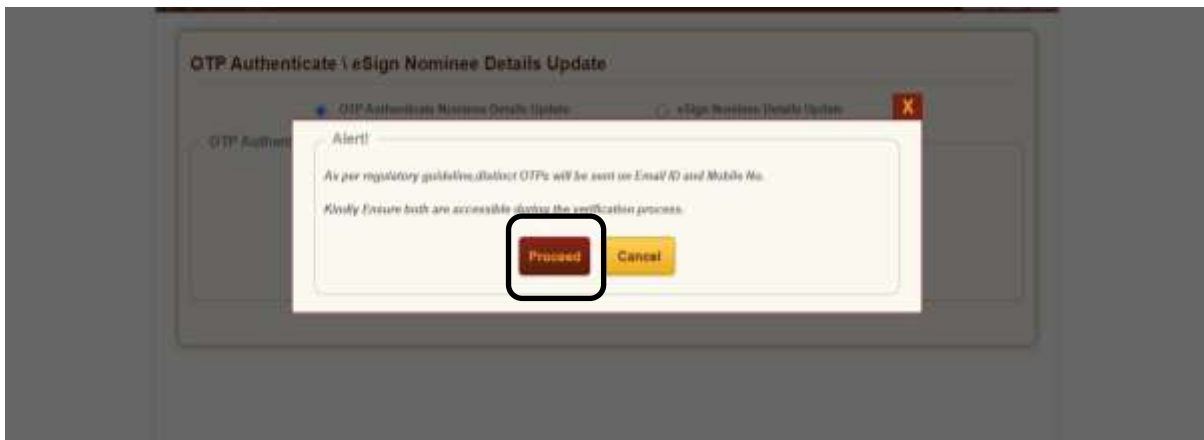 OTP Authenticate \ eSign Nominee Details Update
OTP Authenticate Nominee Details Update
eSign Nominee Details Update
X
OTP Authent
Alert!
As per regulatory guideline,distinct OTPs will be sent on Email ID and Mobile No.
Kindly Ensure both are accessible during the verification process.
Proceed
Cancel